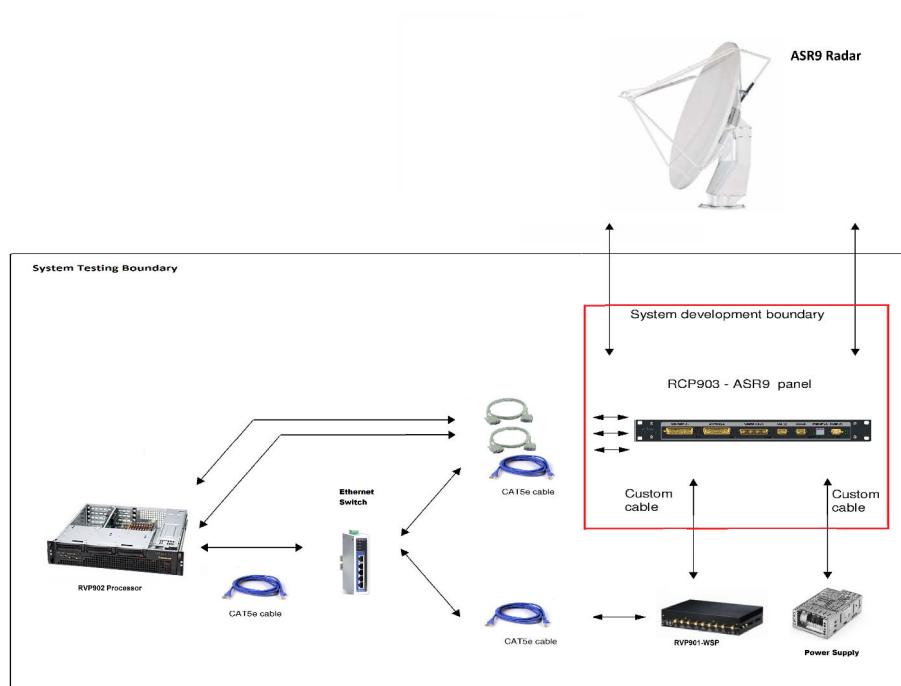 ASR9 Radar
System Testing Boundary
System development boundary
RCP903 - ASR9 panel
CAT5e cable
Ethernet
Switch
Custom
cable
Custom
cable
RVP902 Processor
CAT5e cable
CAT5e cable
RVP901-WSP
Power Supply